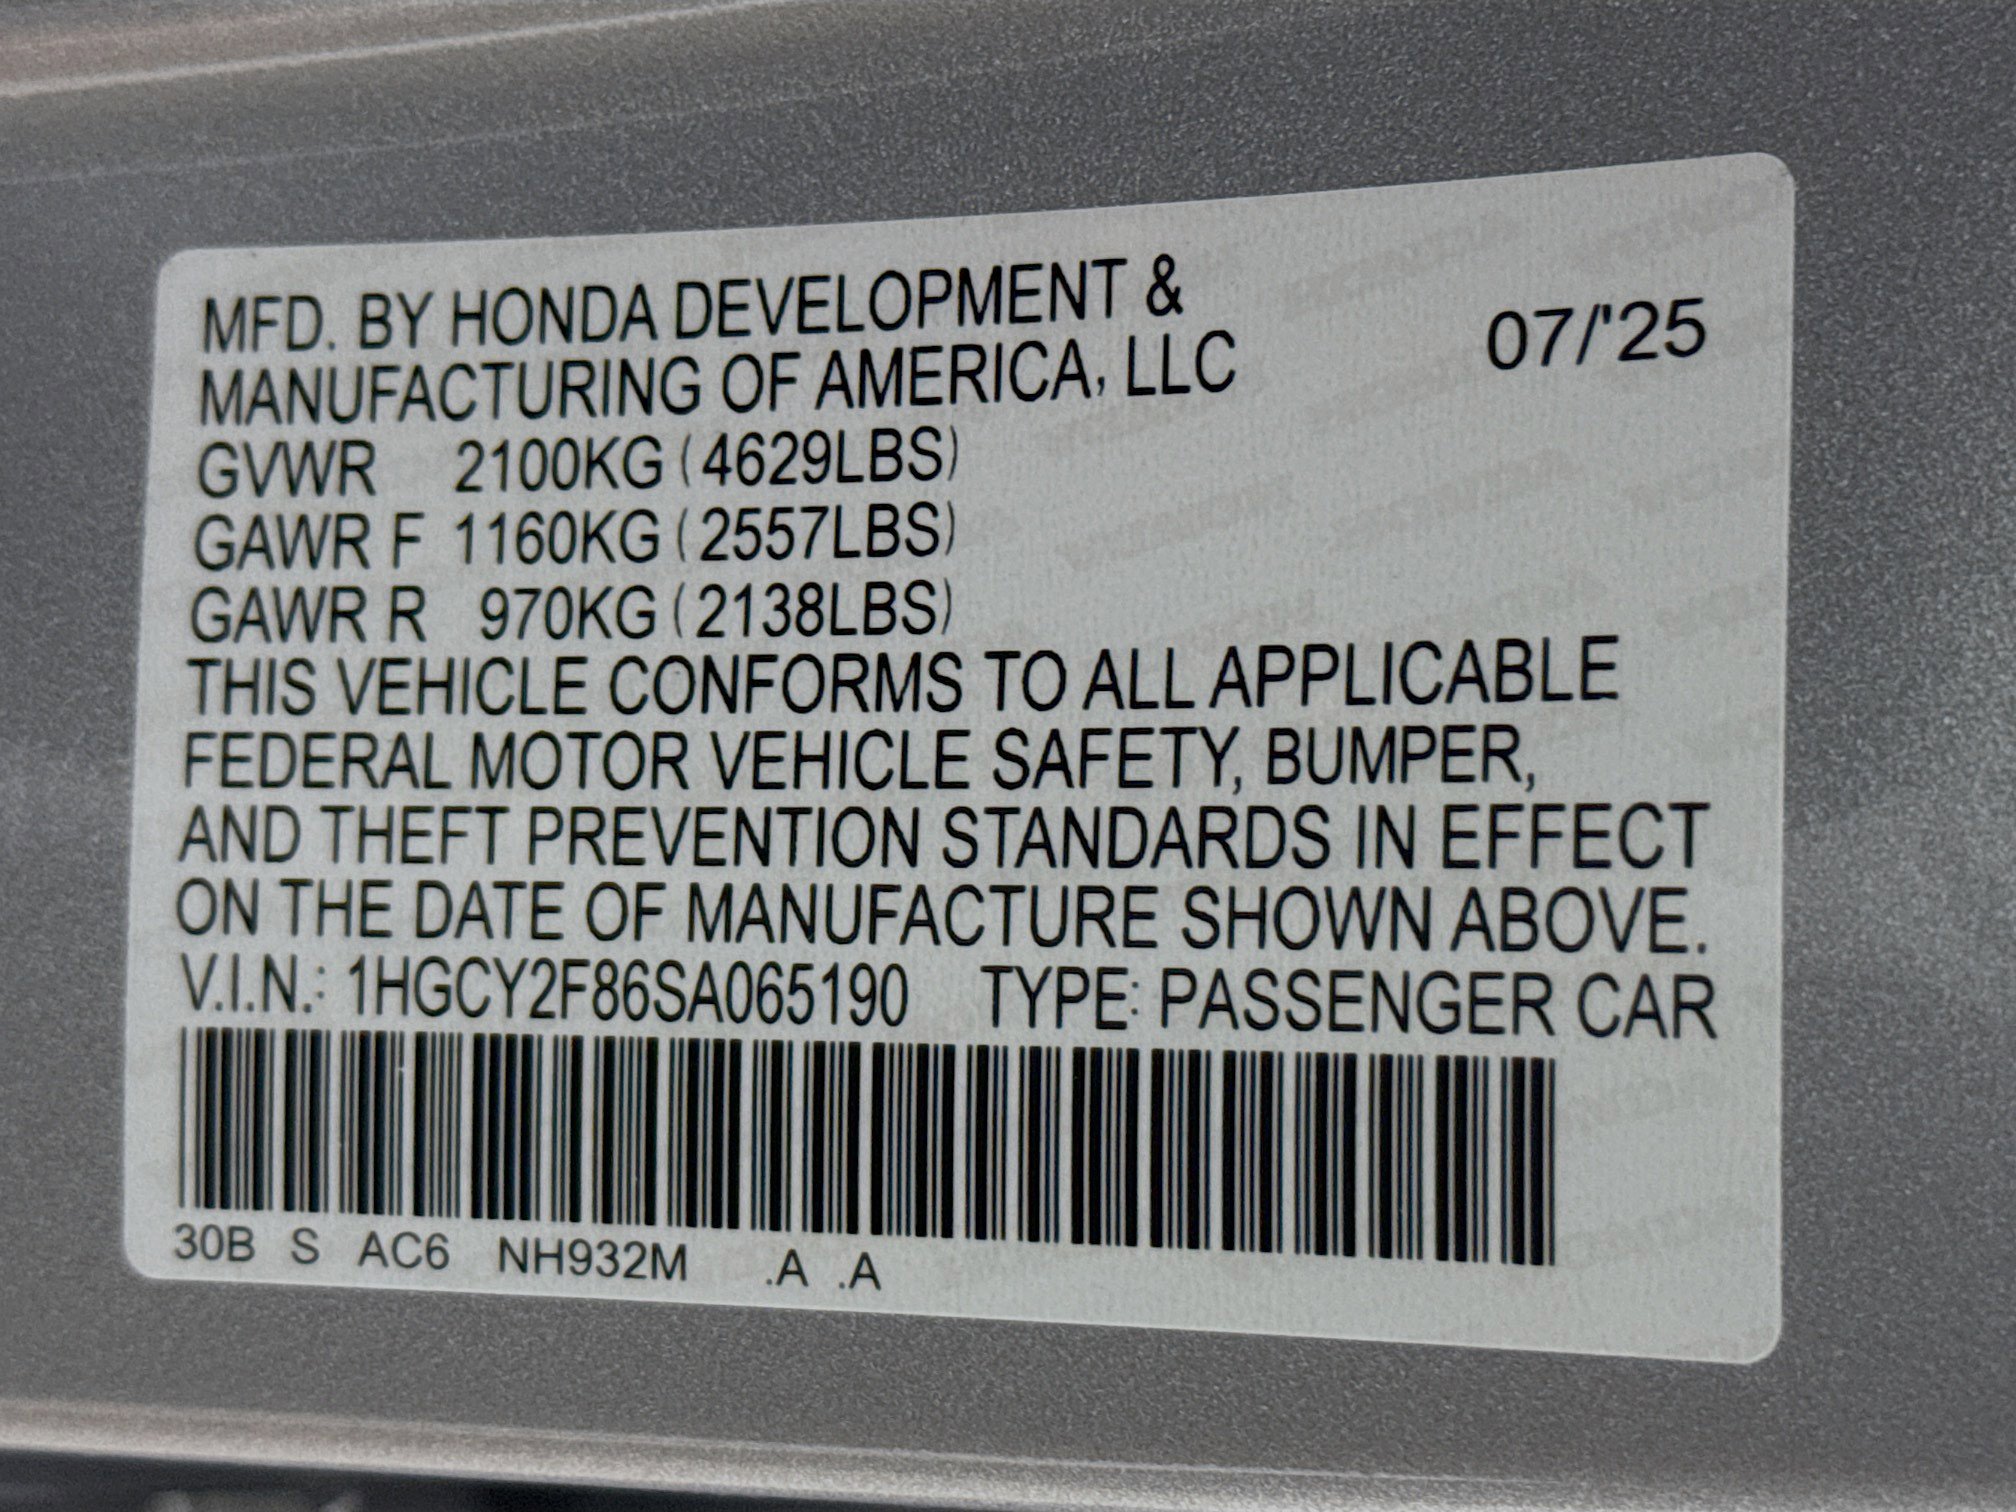 MFD. BY HONDA DEVELOPMENT &
MANUFACTURING OF AMERICA, LLC
07/'25
GVWR 2100KG (4629LBS)
GAWR F 1160KG (2557LBS)
GAWR R 970KG (2138LBS)
THIS VEHICLE CONFORMS TO ALL APPLICABLE
FEDERAL MOTOR VEHICLE SAFETY, BUMPER,
AND THEFT PREVENTION STANDARDS IN EFFECT
ON THE DATE OF MANUFACTURE SHOWN ABOVE.
V.I.N.: 1HGCY2F86SA065190 TYPE: PASSENGER CAR
30B S AC6 NH932M .A .A